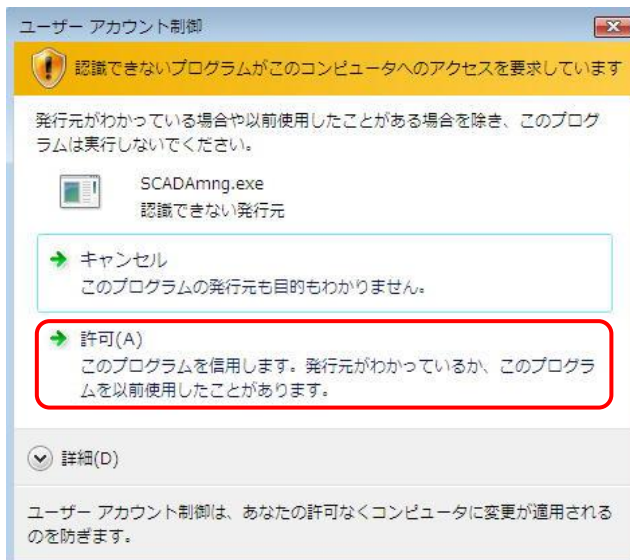 ユーザー アカウント制御
認識できないプログラムがこのコンピュータへのアクセスを要求しています
発行元がわかっている場合や以前使用したことがある場合を除き、このプログ
ラムは実行しないでください。
SCADAmng.exe
認識できない発行元
キャンセル
このプログラムの発行元も目的もわかりません。
許可(A)
このプログラムを信用します。発行元がわかっているか、このプログラ
ムを以前使用したことがあります。
詳細(D)
ユーザー アカウント制御は、あなたの許可なくコンピュータに変更が適用される
のを防ぎます。